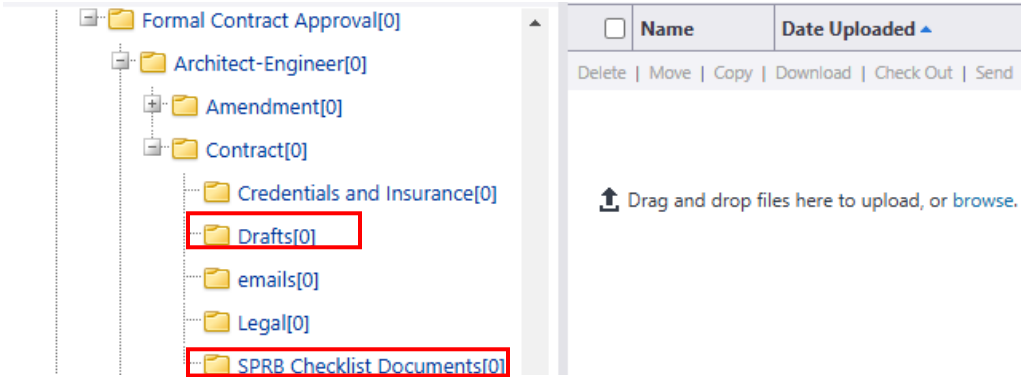 Formal Contract Approval[0]
Architect-Engineer[0]
Amendment[0]
Contract[0]
Credentials and Insurance[0]
Drafts[0]
emails[0]
Legal[0]
SPRB Checklist Documents[0]
Name Date Uploaded
Delete | Move | Copy | Download | Check Out | Send
Drag and drop files here to upload, or browse.